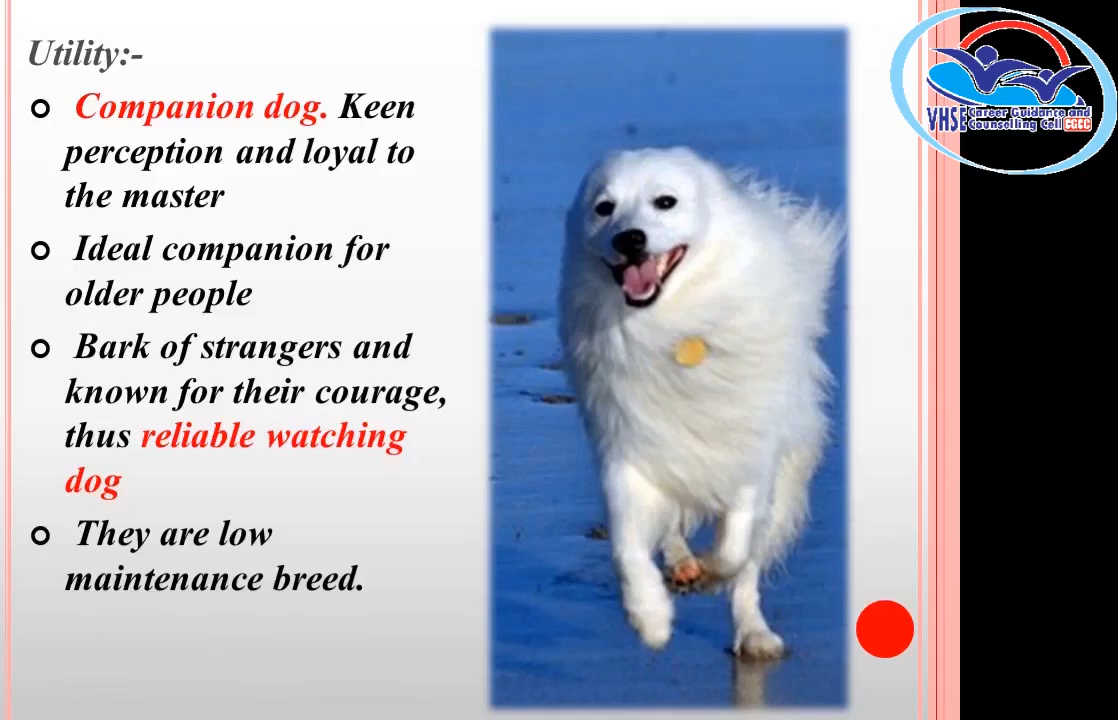 Utility:-
Companion dog. Keen
perception and loyal to
the master
Ideal companion for
older people
Bark of strangers and
known for their courage,
thus reliable watching
dog
They are low
maintenance breed.
VHSE Career Guidance and
Counselling Cell CGCC